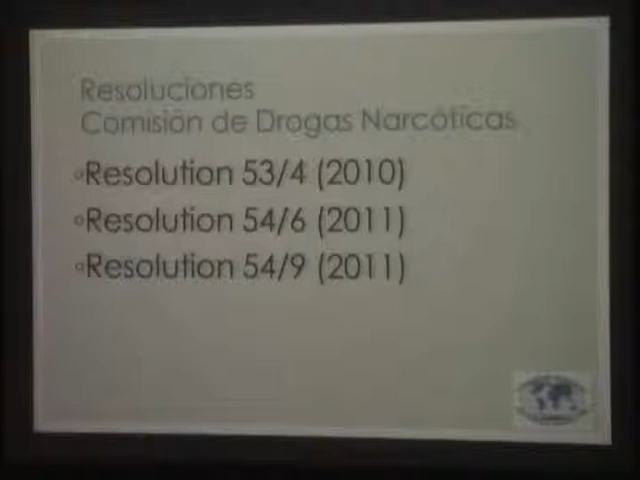 Resoluciones
Comisión de Drogas Narcóticas
Resolution 53/4 (2010)
Resolution 54/6 (2011)
Resolution 54/9 (2011)